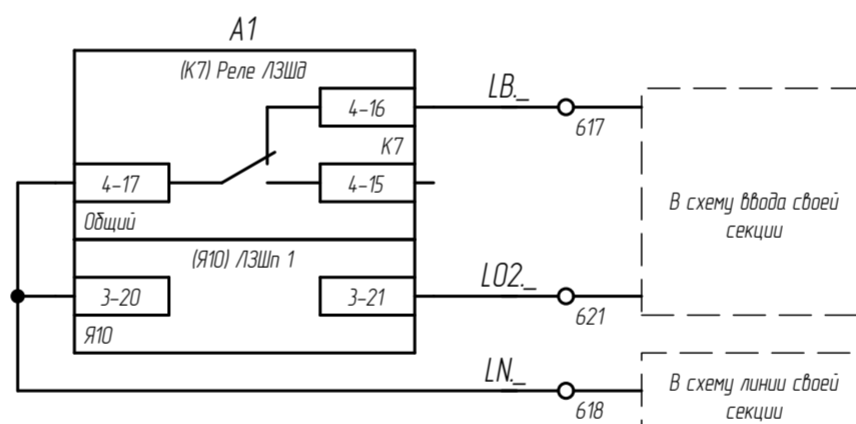 А1
(К7) Реле ЛЗШд
4-16
LB._
617
К7
4-17
4-15
Общий
В схему ввода своей
секции
(Я10) ЛЗШп 1
3-20
3-21
LO2._
621
Я10
LN._
618
В схему линии своей
секции